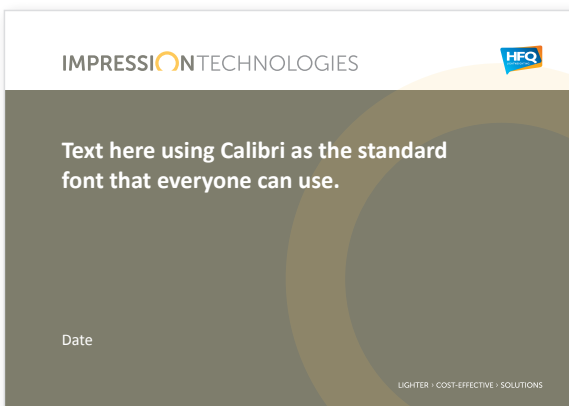 IMPRESSIONTECHNOLOGIES
HFQ
Text here using Calibri as the standard
font that everyone can use.
Date
LIGHTER › COST-EFFECTIVE › SOLUTIONS